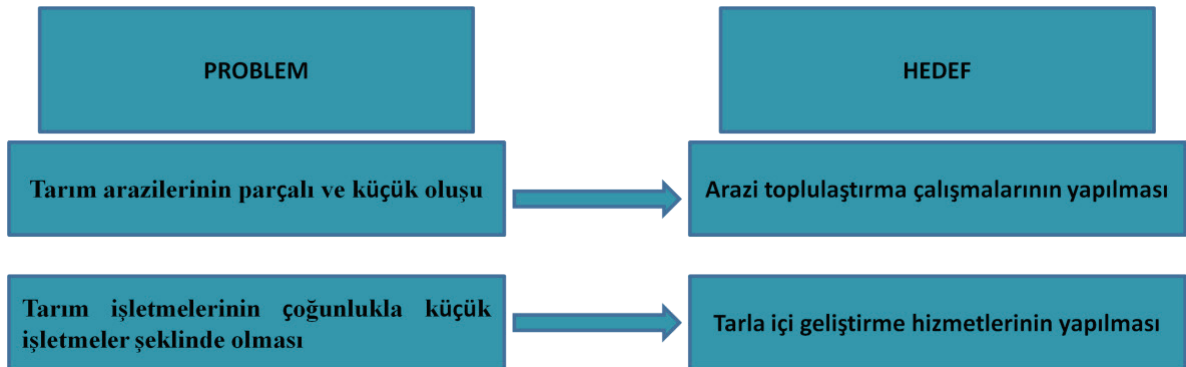 PROBLEM
HEDEF
Tarım arazilerinin parçalı ve küçük oluşu
Arazi toplulaştırma çalışmalarının yapılması
Tarım işletmelerinin çoğunlukla küçük
işletmeler şeklinde olması
Tarla içi geliştirme hizmetlerinin yapılması